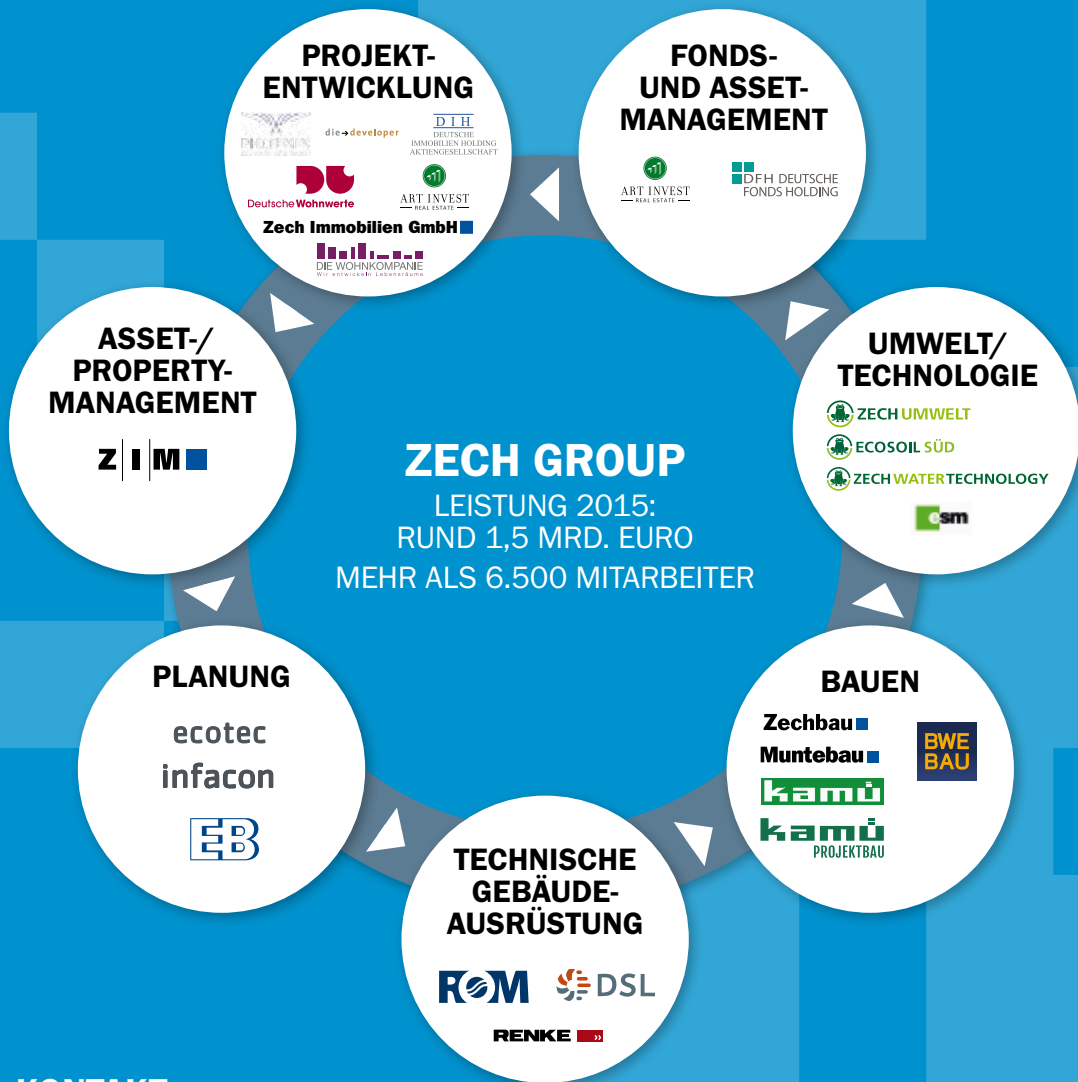 PROJEKT-
ENTWICKLUNG
die→developer
DIH
DEUTSCHE
IMMOBILIEN HOLDING
AKTIENGESELLSCHAFT
Deutsche Wohnwerte
ART INVEST
REAL ESTATE
Zech Immobilien GmbH
DIE WOHNKOMPANIE
Wir entwickeln Lebensräume
FONDS-
UND ASSET-
MANAGEMENT
ART INVEST
REAL ESTATE
DFH DEUTSCHE
FONDS HOLDING
UMWELT/
TECHNOLOGIE
ZECH UMWELT
ECOSOIL SÜD
ZECH WATER TECHNOLOGY
esm
ASSET-/
PROPERTY-
MANAGEMENT
Z|I|M
ZECH GROUP
LEISTUNG 2015:
RUND 1,5 MRD. EURO
MEHR ALS 6.500 MITARBEITER
BAUEN
Zechbau
Muntebau
BWE
BAU
kamü
kamü
PROJEKTBAU
PLANUNG
ecotec
infacon
EB
TECHNISCHE
GEBÄUDE-
AUSRÜSTUNG
ROM
DSL
RENKE
KONTAKT